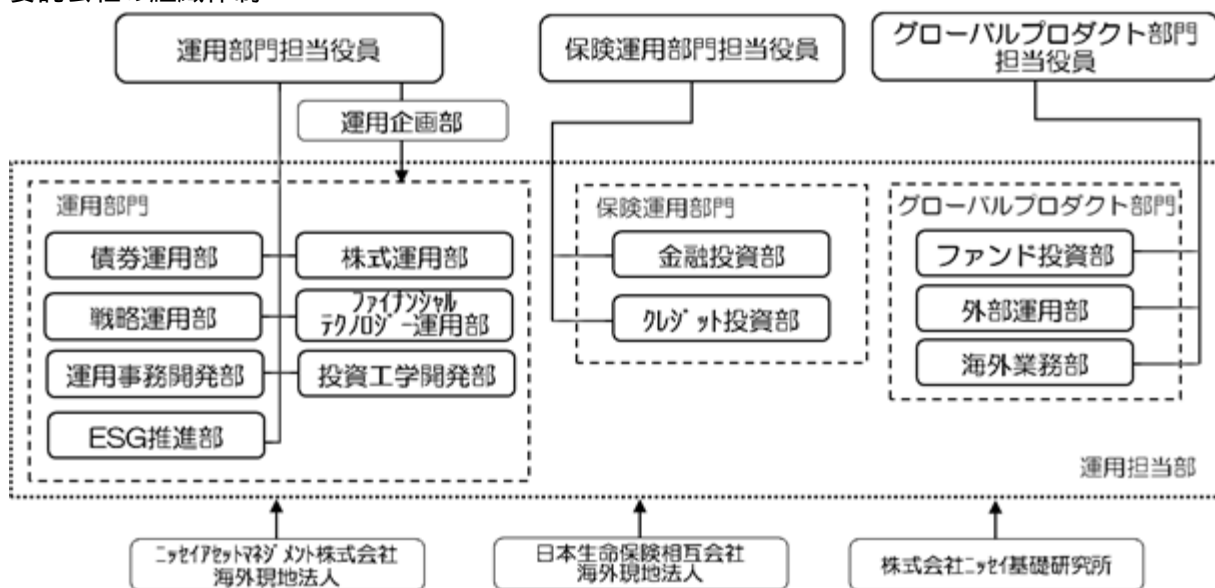 運用部門担当役員
保険運用部門担当役員
グローバルプロダクト部門
担当役員
運用企画部
運用部門
債券運用部
株式運用部
戦略運用部
ファイナンシャル
テクノロジー運用部
運用事務開発部
投資工学開発部
ESG推進部
保険運用部門
金融投資部
クレジット投資部
グローバルプロダクト部門
ファンド投資部
外部運用部
海外業務部
運用担当部
ニッセイアセットマネジメント株式会社
海外現地法人
日本生命保険相互会社
海外現地法人
株式会社ニッセイ基礎研究所